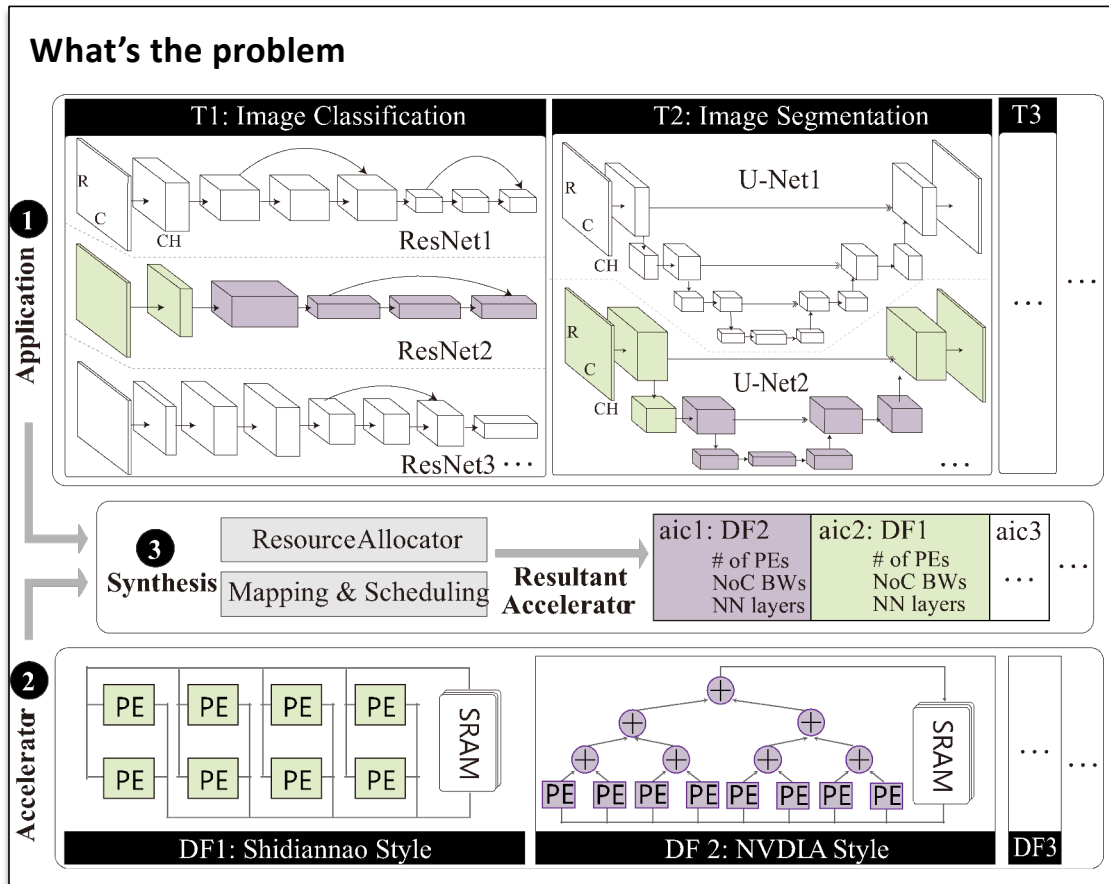 What's the problem
T1: Image Classification
T2: Image Segmentation
T3
R
C
CH
ResNet1
ResNet2
ResNet3 ...
R
C
CH
U-Net1
R
C
CH
U-Net2
...
...
...
1
Application
3
Synthesis
ResourceAllocator
Mapping & Scheduling
Resultant
Accelerator
aic1: DF2
# of PEs
NoC BWs
NN layers
aic2: DF1
# of PEs
NoC BWs
NN layers
aic3
...
...
2
Accelerator
PE PE PE PE
PE PE PE PE
SRAM
DF1: Shidiannao Style
+
+ +
+ + + +
PE PE PE PE PE PE PE PE
SRAM
DF 2: NVDLA Style
...
DF3
...